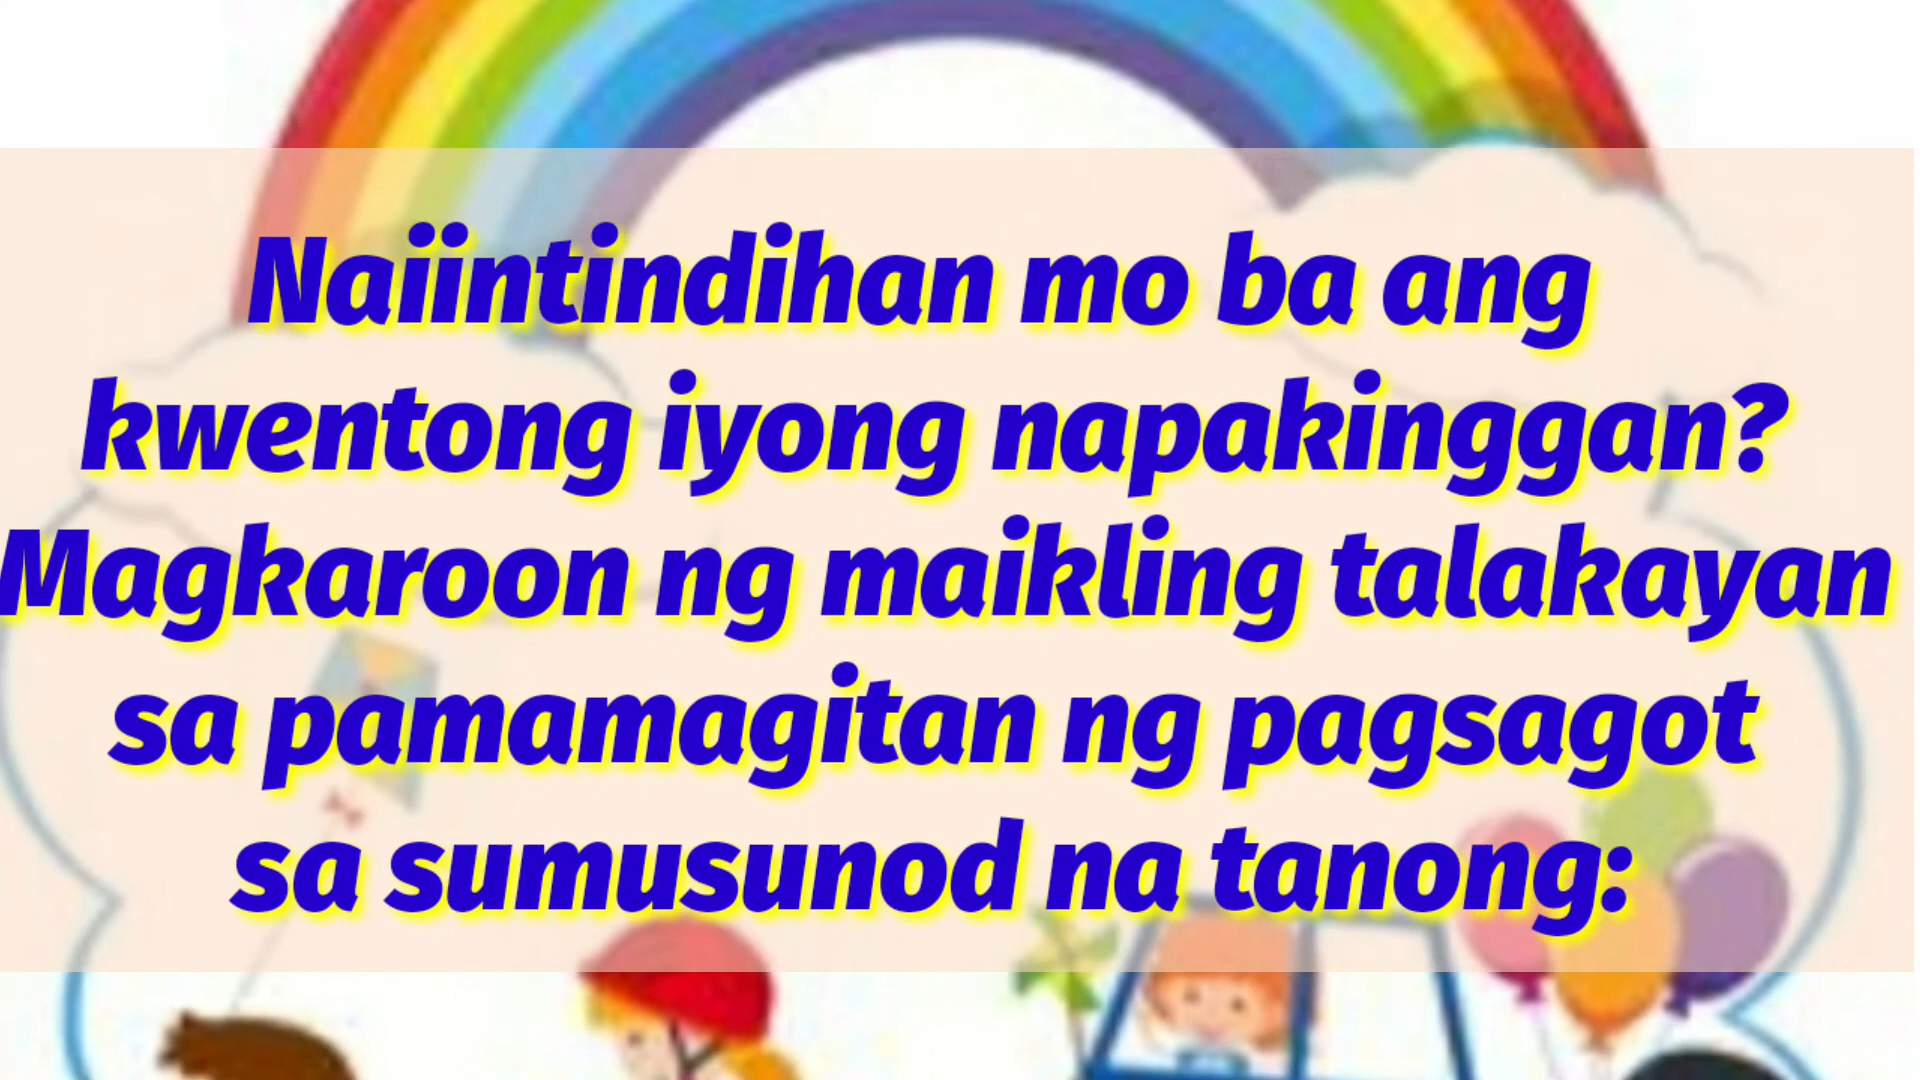 Naiintindihan mo ba ang
kwentong iyong napakinggan?
Magkaroon ng maikling talakayan
sa pamamagitan ng pagsagot
sa sumusunod na tanong: